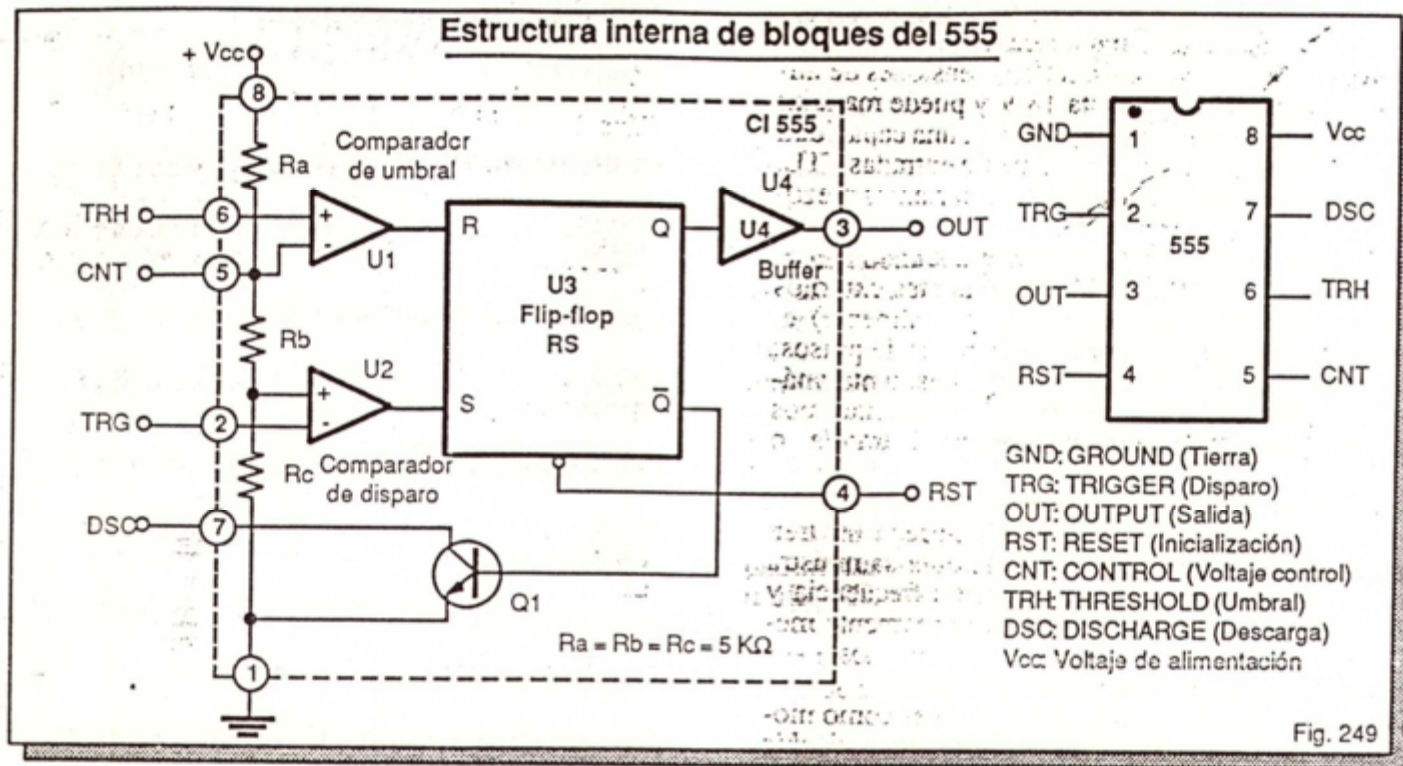 Estructura interna de bloques del 555
+ Vcc
8
CI 555
Ra
Comparador
de umbral
TRH
6
+
-
U1
CNT
5
R
Q
U4
U4
3
OUT
Buffer
U3
Flip-flop
RS
Rb
U2
+
-
S
Q
TRG
2
Rc
Comparador
de disparo
4
RST
DSC
7
Q1
Ra = Rb = Rc = 5 KΩ
1
GND
1
8
Vcc
TRG
2
7
DSC
555
OUT
3
6
TRH
RST
4
5
CNT
GND: GROUND (Tierra)
TRG: TRIGGER (Disparo)
OUT: OUTPUT (Salida)
RST: RESET (Inicialización)
CNT: CONTROL (Voltaje control)
TRH: THRESHOLD (Umbral)
DSC: DISCHARGE (Descarga)
Vcc: Voltaje de alimentación
Fig. 249